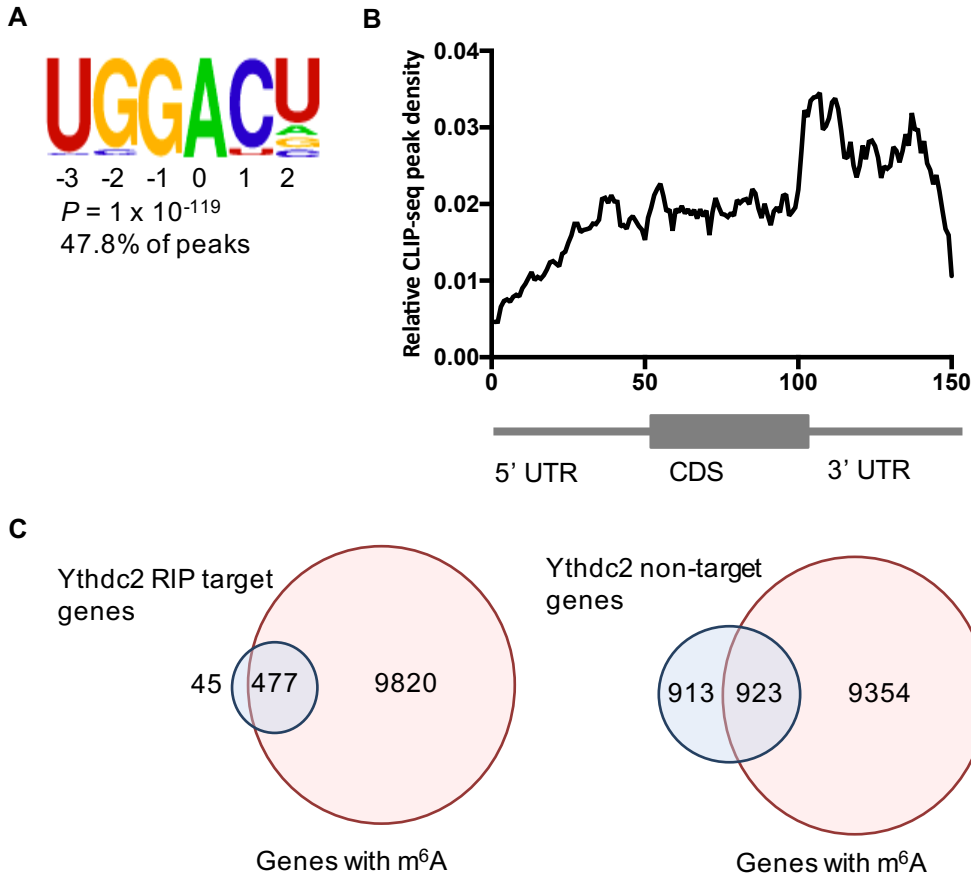 A
UGGACU
A
G
C
-3 -2 -1 0 1 2
P = 1 x 10⁻¹¹⁹
47.8% of peaks
B
Relative CLIP-seq peak density
0.04
0.03
0.02
0.01
0.00
0 50 100 150
5' UTR CDS 3' UTR
C
Ythdc2 RIP target
genes
45 477 9820
Genes with m⁶A
Ythdc2 non-target
genes
913 923 9354
Genes with m⁶A